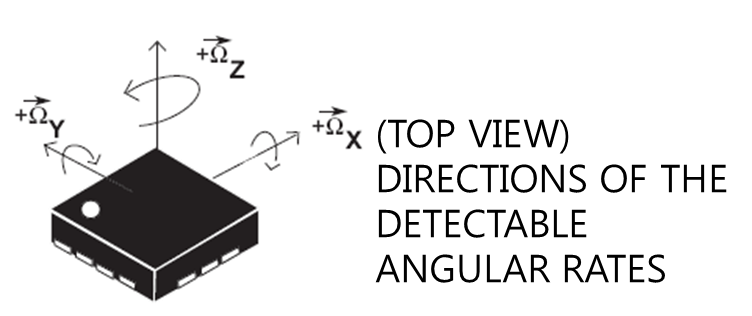 +Ω⃗Z
+Ω⃗Y
+Ω⃗X
(TOP VIEW)
DIRECTIONS OF THE
DETECTABLE
ANGULAR RATES